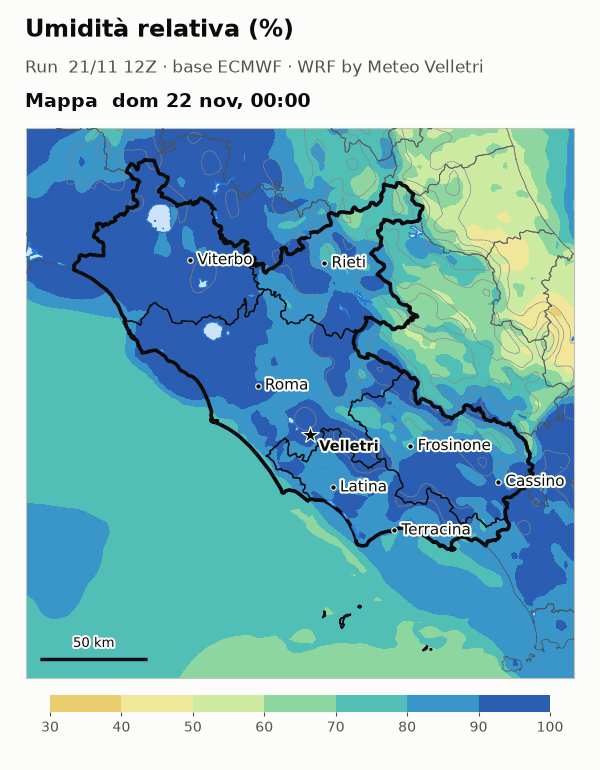 Umidità relativa (%)
Run  21/11 12Z · base ECMWF · WRF by Meteo Velletri
Mappa  dom 22 nov, 00:00
Viterbo
Rieti
Roma
Velletri
Frosinone
Cassino
Latina
Terracina
50 km
30 40 50 60 70 80 90 100